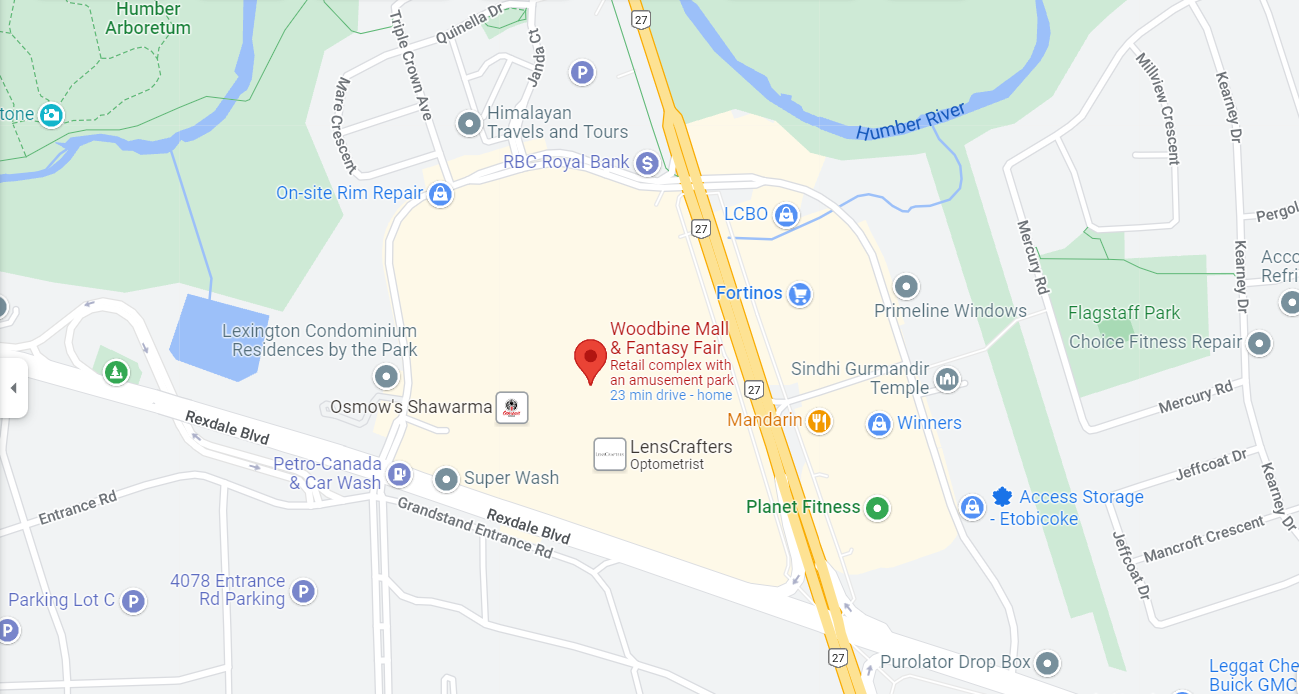 Humber
Arboretum
Quinella Dr
Triple Crown Ave
Janda Ct
27
P
Mare Crescent
Millview Crescent
Kearney Dr
tone
Himalayan
Travels and Tours
Humber River
RBC Royal Bank
On-site Rim Repair
LCBO
27
Pergol
Mercury Rd
Kearney Dr
Acco
Refri
Fortinos
Primeline Windows
Flagstaff Park
Lexington Condominium
Residences by the Park
Woodbine Mall
& Fantasy Fair
Retail complex with
an amusement park
23 min drive - home
Choice Fitness Repair
Sindhi Gurmandir
Temple
27
Osmow's Shawarma
Mercury Rd
Mandarin
Winners
Rexdale Blvd
LensCrafters
Optometrist
Petro-Canada
& Car Wash
Super Wash
Jeffcoat Dr
Kearney Dr
Entrance Rd
Grandstand Entrance Rd
Rexdale Blvd
Planet Fitness
Access Storage
- Etobicoke
Mancroft Crescent
Jeffcoat Dr
4078 Entrance
Rd Parking
P
Parking Lot C
P
P
27
Purolator Drop Box
Leggat Che
Buick GMC